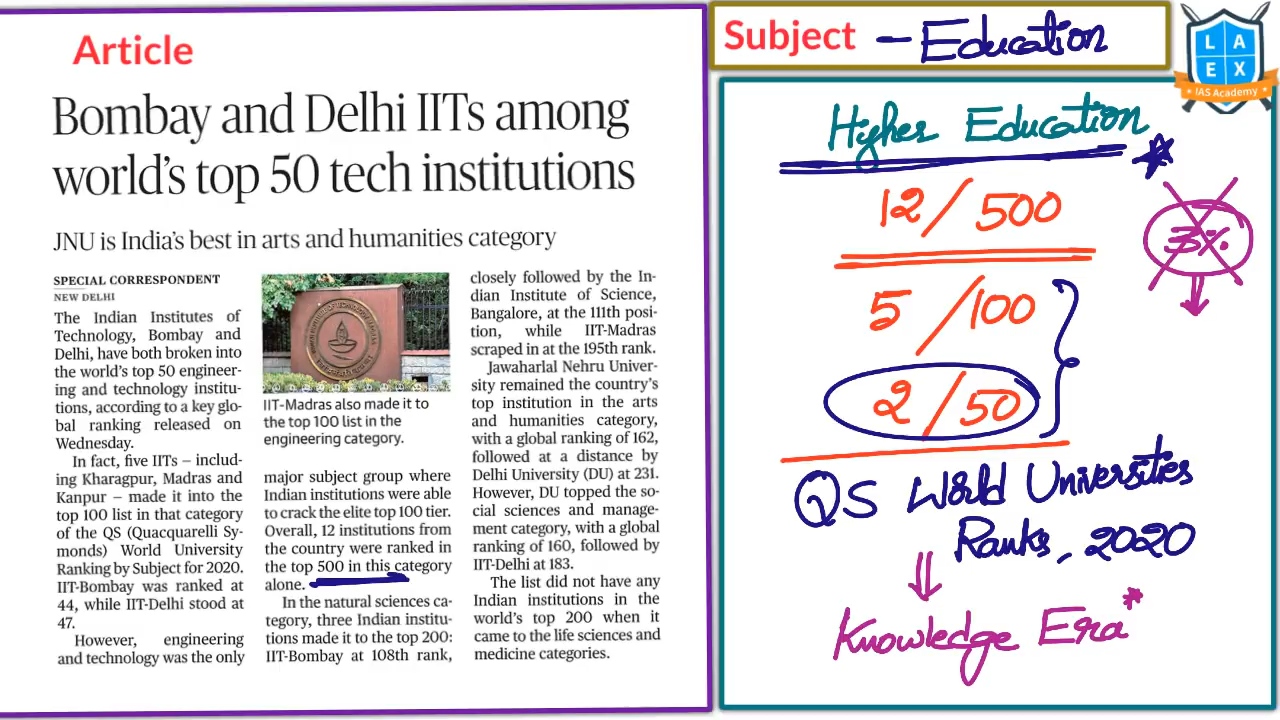 Article
Bombay and Delhi IITs among
world's top 50 tech institutions
JNU is India's best in arts and humanities category
SPECIAL CORRESPONDENT
NEW DELHI
The Indian Institutes of
Technology, Bombay and
Delhi, have both broken into
the world's top 50 engineer-
ing and technology institu-
tions, according to a key glo-
bal ranking released on
Wednesday.
In fact, five IITs – includ-
ing Kharagpur, Madras and
Kanpur – made it into the
top 100 list in that category
of the QS (Quacquarelli Sy-
monds) World University
Ranking by Subject for 2020.
IIT-Bombay was ranked at
44, while IIT-Delhi stood at
47.
However, engineering
and technology was the only
IIT-Madras also made it to
the top 100 list in the
engineering category.
major subject group where
Indian institutions were able
to crack the elite top 100 tier.
Overall, 12 institutions from
the country were ranked in
the top 500 in this category
alone.
In the natural sciences ca-
tegory, three Indian institu-
tions made it to the top 200:
IIT-Bombay at 108th rank,
closely followed by the In-
dian Institute of Science,
Bangalore, at the 111th posi-
tion, while IIT-Madras
scraped in at the 195th rank.
Jawaharlal Nehru Univer-
sity remained the country's
top institution in the arts
and humanities category,
with a global ranking of 162,
followed at a distance by
Delhi University (DU) at 231.
However, DU topped the so-
cial sciences and manage-
ment category, with a global
ranking of 160, followed by
IIT-Delhi at 183.
The list did not have any
Indian institutions in the
world's top 200 when it
came to the life sciences and
medicine categories.
Subject - Education
L A
E X
IAS Academy
Higher Education
12/500
3%
5/100
2/50
QS World Universities
Ranks, 2020
Knowledge Era*